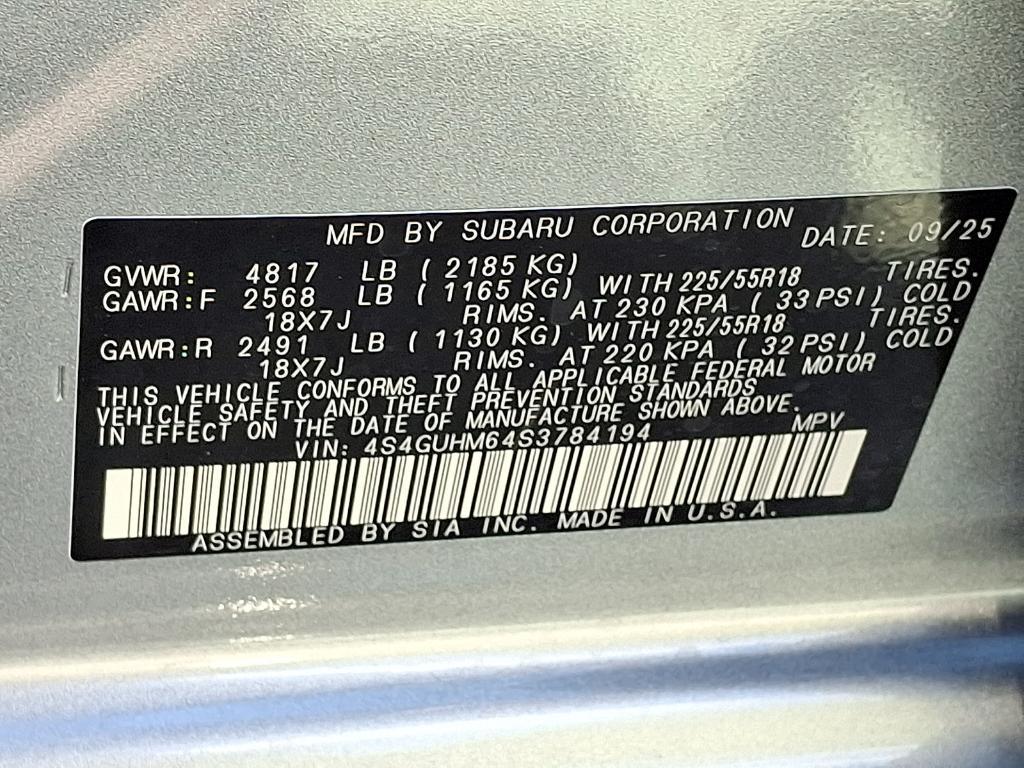 MFD BY SUBARU CORPORATION DATE: 09/25
GVWR: 4817 LB ( 2185 KG)
GAWR:F 2568 LB ( 1165 KG) WITH 225/55R18 TIRES.
18X7J RIMS. AT 230 KPA ( 33 PSI) COLD
GAWR:R 2491 LB ( 1130 KG) WITH 225/55R18 TIRES.
18X7J RIMS. AT 220 KPA ( 32 PSI) COLD
THIS VEHICLE CONFORMS TO ALL APPLICABLE FEDERAL MOTOR
VEHICLE SAFETY AND THEFT PREVENTION STANDARDS
IN EFFECT ON THE DATE OF MANUFACTURE SHOWN ABOVE.
VIN: 4S4GUHM64S3784194 MPV
ASSEMBLED BY SIA INC. MADE IN U.S.A.